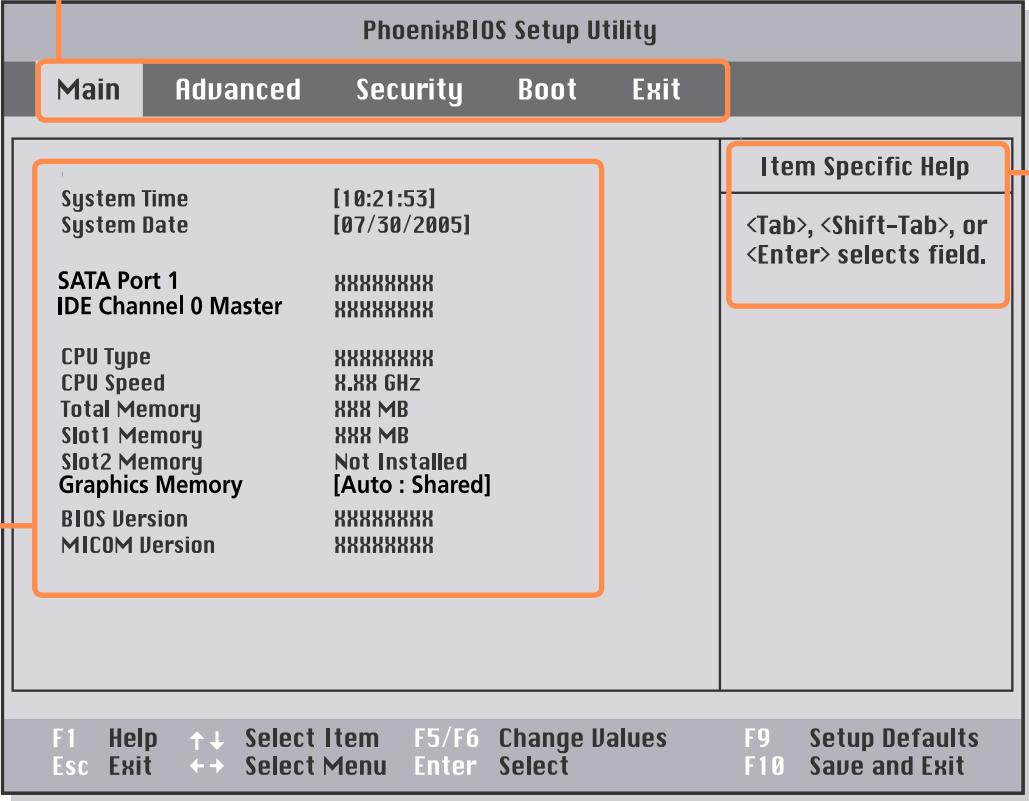 PhoenixBIOS Setup Utility
Main Advanced Security Boot Exit
Item Specific Help
<Tab>, <Shift-Tab>, or
<Enter> selects field.
System Time [10:21:53]
System Date [07/30/2005]
SATA Port 1 XXXXXXXX
IDE Channel 0 Master XXXXXXXX
CPU Type XXXXXXXX
CPU Speed X.XX GHz
Total Memory XXX MB
Slot1 Memory XXX MB
Slot2 Memory Not Installed
Graphics Memory [Auto : Shared]
BIOS Version XXXXXXXX
MICOM Version XXXXXXXX
F1 Help ↑↓ Select Item F5/F6 Change Values F9 Setup Defaults
Esc Exit ←→ Select Menu Enter Select F10 Save and Exit